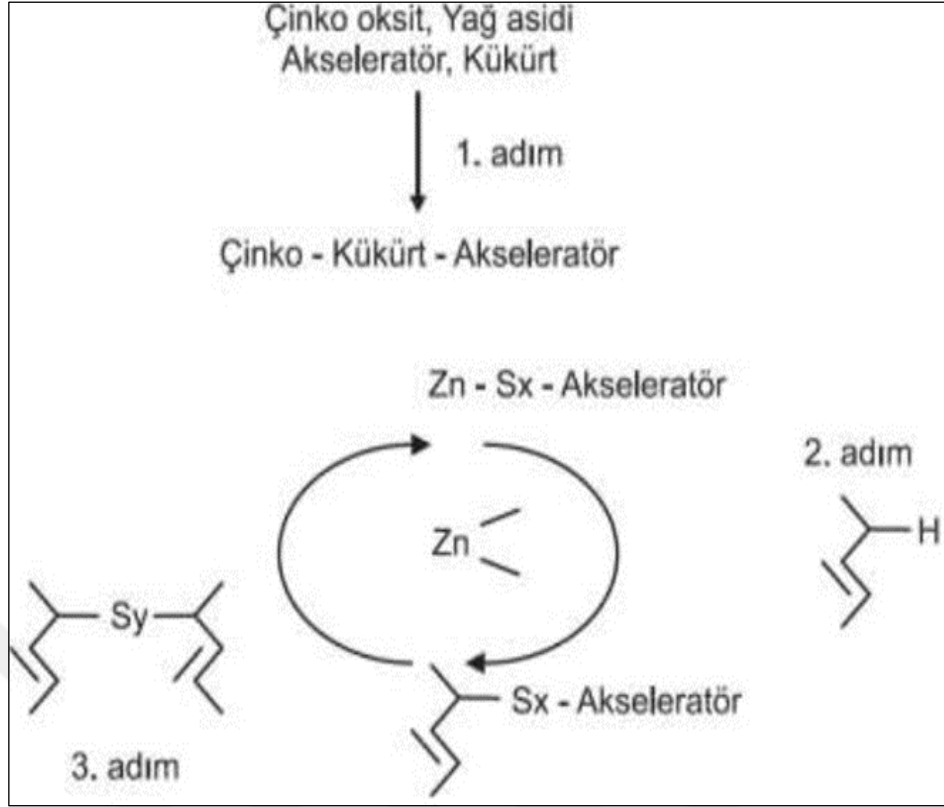 Çinko oksit, Yağ asidi
Akseleratör, Kükürt
1. adım
Çinko - Kükürt - Akseleratör
Zn - Sx - Akseleratör
2. adım
H
Zn
Sy
Sx - Akseleratör
3. adım